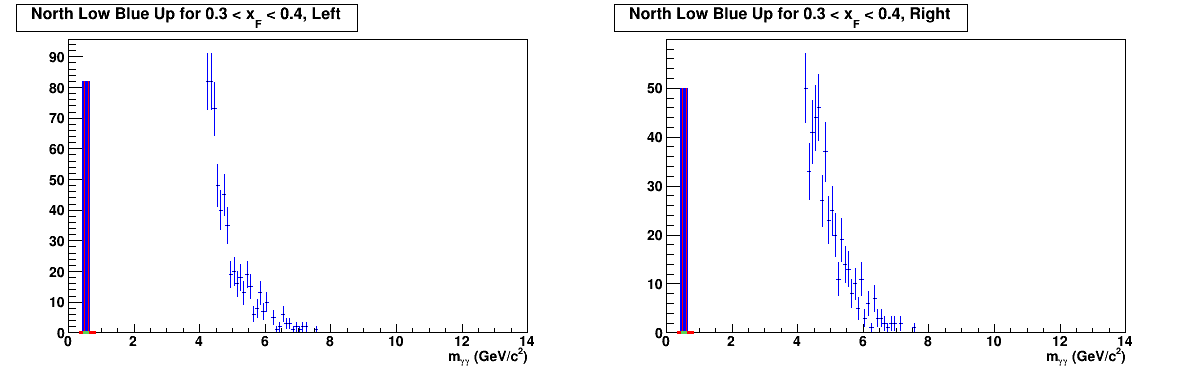 North Low Blue Up for 0.3 < x_F < 0.4, Left
90
80
70
60
50
40
30
20
10
0
0 2 4 6 8 10 12 14
m_γγ (GeV/c²)
North Low Blue Up for 0.3 < x_F < 0.4, Right
50
40
30
20
10
0
0 2 4 6 8 10 12 14
m_γγ (GeV/c²)